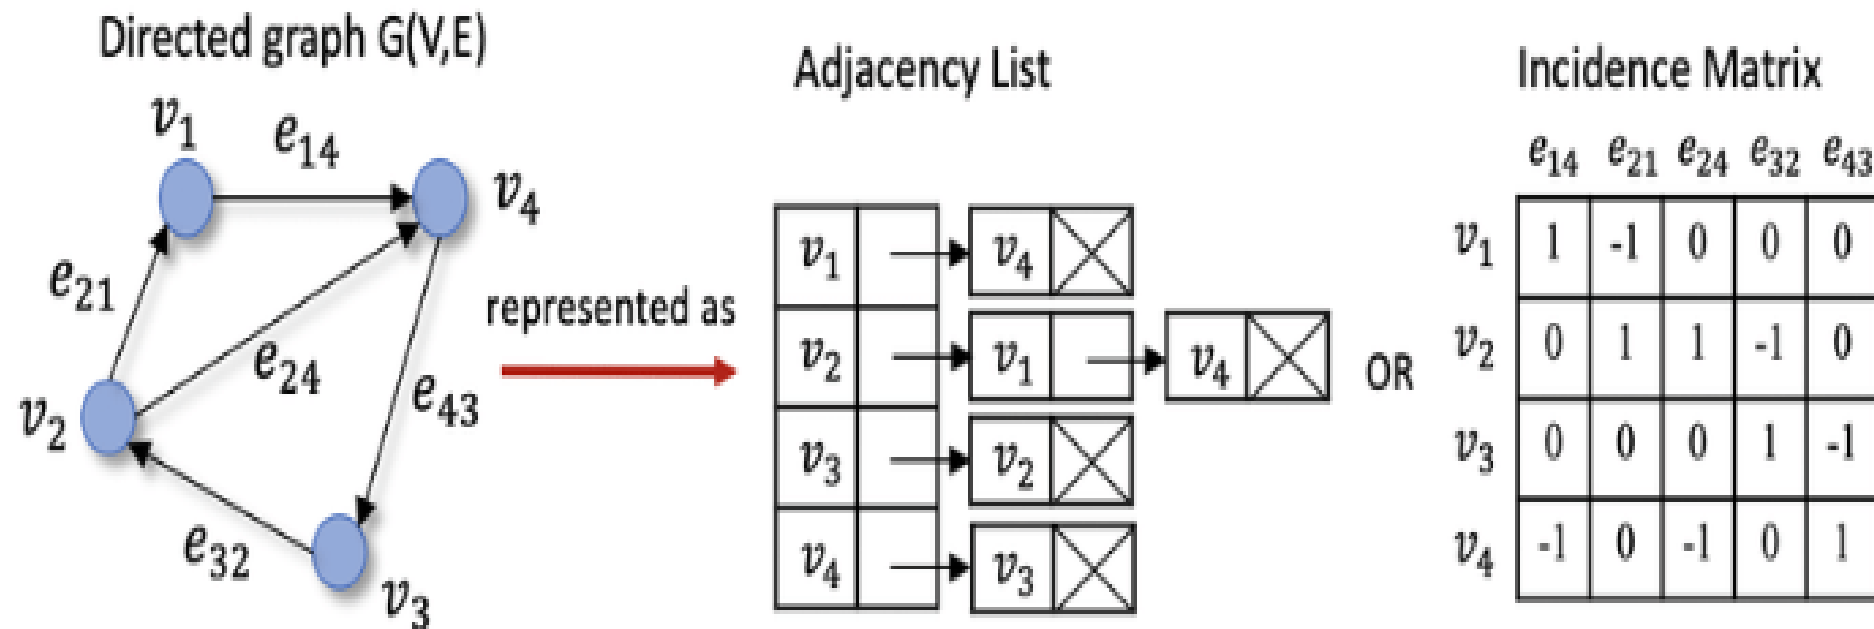 Directed graph G(V,E)
v₁
e₁₄
v₄
e₂₁
e₂₄
e₄₃
v₂
e₃₂
v₃
represented as
Adjacency List
v₁ v₄
v₂ v₁ v₄
v₃ v₂
v₄ v₃
OR
Incidence Matrix
e₁₄ e₂₁ e₂₄ e₃₂ e₄₃
v₁ 1 -1 0 0 0
v₂ 0 1 1 -1 0
v₃ 0 0 0 1 -1
v₄ -1 0 -1 0 1